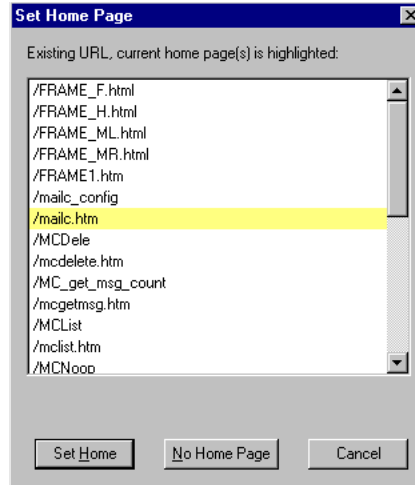 Set Home Page
Existing URL, current home page(s) is highlighted:
/FRAME_F.html
/FRAME_H.html
/FRAME_ML.html
/FRAME_MR.html
/FRAME1.htm
/mailc_config
/mailc.htm
/MCDele
/mcdelete.htm
/MC_get_msg_count
/mcgetmsg.htm
/MCList
/mclist.htm
/MCNoop
Set Home
No Home Page
Cancel